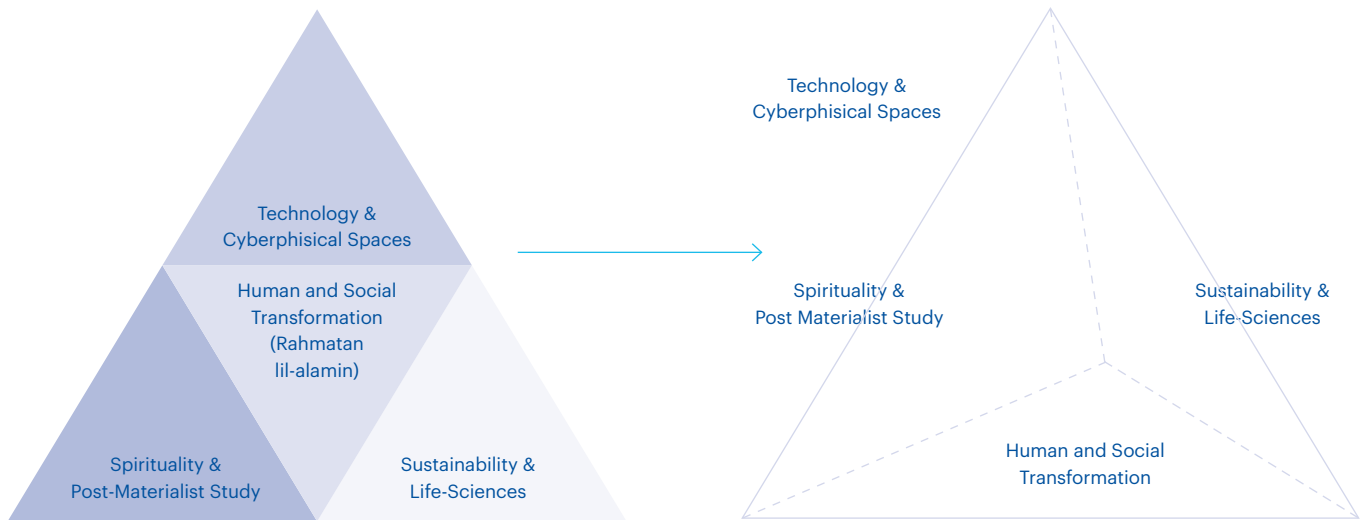 Technology &
Cyberphisical Spaces
Human and Social
Transformation
(Rahmatan
lil-alamin)
Spirituality &
Post-Materialist Study
Sustainability &
Life-Sciences
Technology &
Cyberphisical Spaces
Spirituality &
Post Materialist Study
Sustainability &
Life-Sciences
Human and Social
Transformation